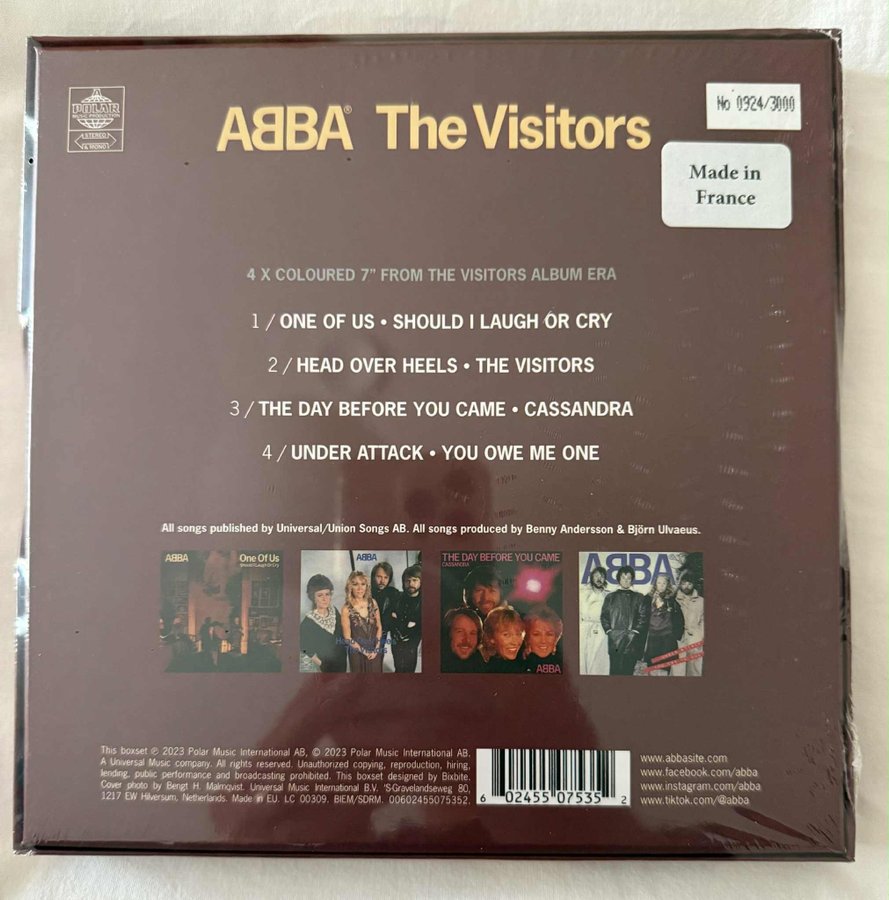 A
POLAR
MUSIC PRODUCTION
STEREO
& MONO
ABBA® The Visitors
No 0924/3000
Made in
France
4 X COLOURED 7” FROM THE VISITORS ALBUM ERA
1 / ONE OF US • SHOULD I LAUGH OR CRY
2 / HEAD OVER HEELS • THE VISITORS
3 / THE DAY BEFORE YOU CAME • CASSANDRA
4 / UNDER ATTACK • YOU OWE ME ONE
All songs published by Universal/Union Songs AB. All songs produced by Benny Andersson & Björn Ulvaeus.
ABBA
One Of Us
Should I Laugh Or Cry
ABBA
THE DAY BEFORE YOU CAME
CASSANDRA
ABBA
ABBA
This boxset ℗ 2023 Polar Music International AB, © 2023 Polar Music International AB.
A Universal Music company. All rights reserved. Unauthorized copying, reproduction, hiring,
lending, public performance and broadcasting prohibited. This boxset designed by Bixbite.
Cover photo by Bengt H. Malmqvist. Universal Music International B.V. 'SGravelandseweg 80,
1217 EW Hilversum, Netherlands. Made in EU. LC 00309. BIEM/SDRM. 00602455075352.
6 02455 07535 2
www.abbasite.com
www.facebook.com/abba
www.instagram.com/abba
www.tiktok.com/@abba